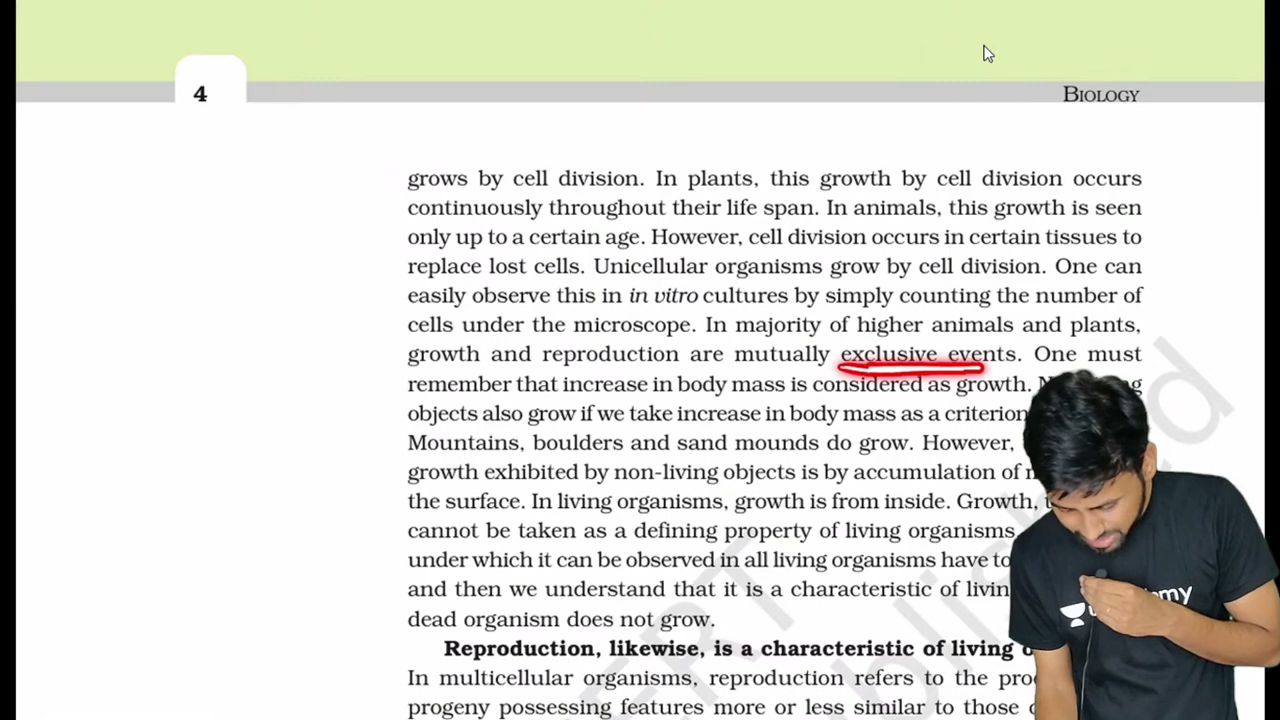 4
BIOLOGY
grows by cell division. In plants, this growth by cell division occurs
continuously throughout their life span. In animals, this growth is seen
only up to a certain age. However, cell division occurs in certain tissues to
replace lost cells. Unicellular organisms grow by cell division. One can
easily observe this in in vitro cultures by simply counting the number of
cells under the microscope. In majority of higher animals and plants,
growth and reproduction are mutually exclusive events. One must
remember that increase in body mass is considered as growth.
objects also grow if we take increase in body mass as a criterion
Mountains, boulders and sand mounds do grow. However,
growth exhibited by non-living objects is by accumulation of
the surface. In living organisms, growth is from inside. Growth,
cannot be taken as a defining property of living organisms
under which it can be observed in all living organisms have to
and then we understand that it is a characteristic of
dead organism does not grow.
Reproduction, likewise, is a characteristic of living
In multicellular organisms, reproduction refers to the
progeny possessing features more or less similar to those